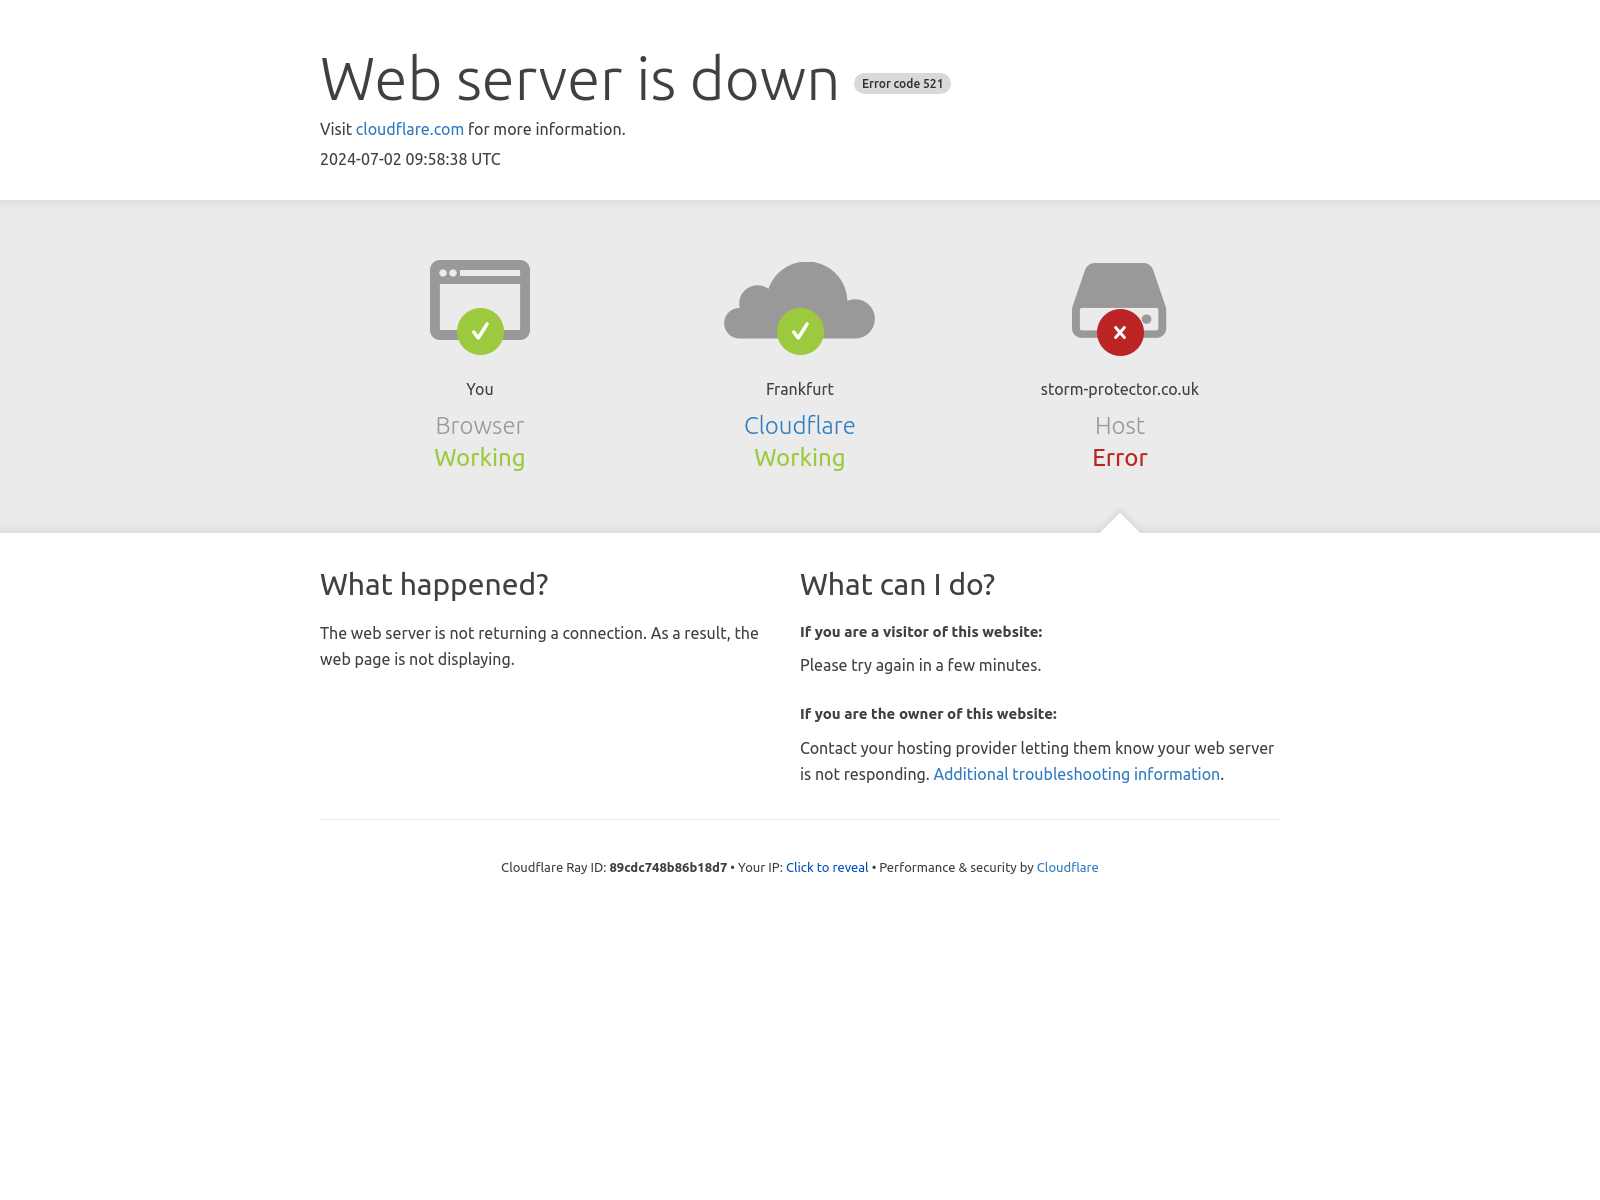 Web server is down Error code 521
Visit cloudflare.com for more information.
2024-07-02 09:58:38 UTC
You
Browser
Working
Frankfurt
Cloudflare
Working
storm-protector.co.uk
Host
Error
What happened?
The web server is not returning a connection. As a result, the
web page is not displaying.
What can I do?
If you are a visitor of this website:
Please try again in a few minutes.
If you are the owner of this website:
Contact your hosting provider letting them know your web server
is not responding. Additional troubleshooting information.
Cloudflare Ray ID: 89cdc748b86b18d7 • Your IP: Click to reveal • Performance & security by Cloudflare